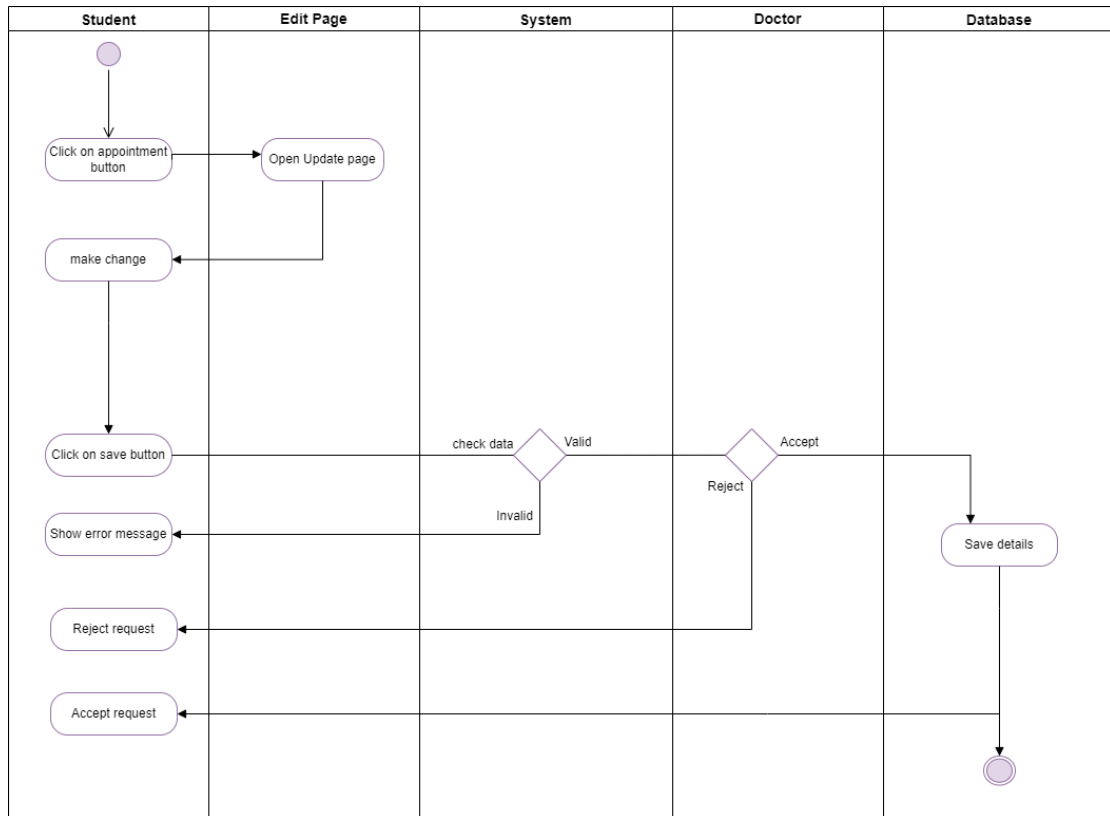 Student
Edit Page
System
Doctor
Database
Click on appointment
button
Open Update page
make change
Click on save button
check data
Valid
Accept
Reject
Invalid
Show error message
Save details
Reject request
Accept request